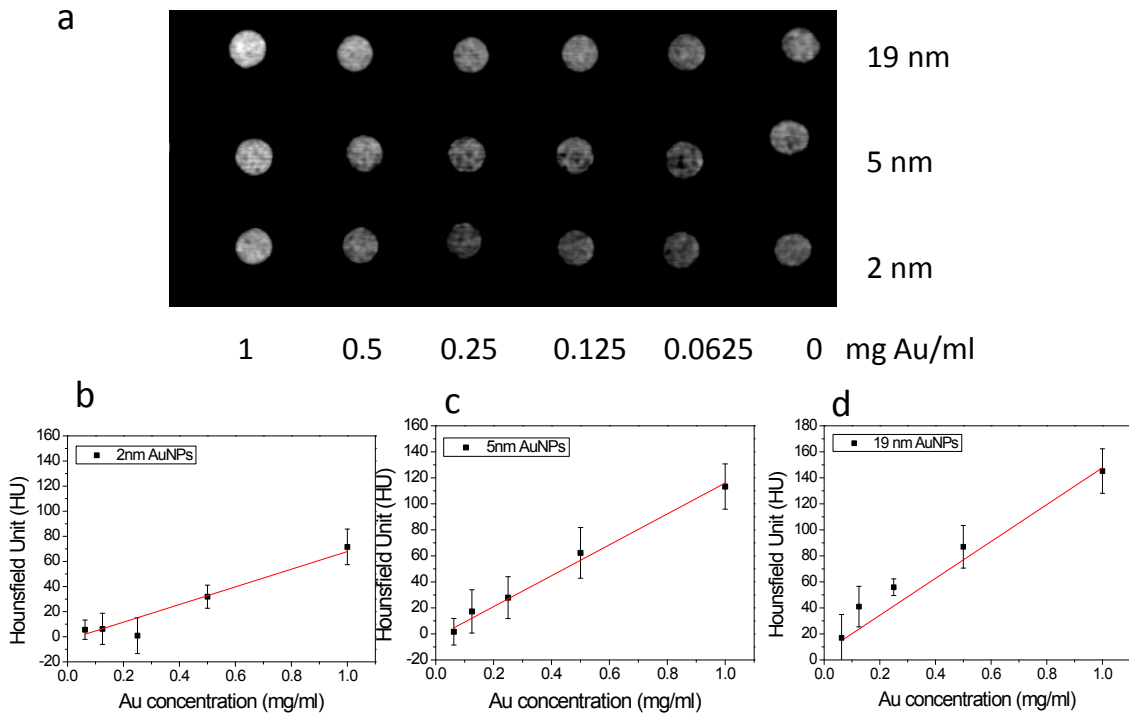 a
19 nm
5 nm
2 nm
1 0.5 0.25 0.125 0.0625 0 mg Au/ml
b
160
140
120
100
80
60
40
20
0
-20
Hounsfield Unit (HU)
2nm AuNPs
0.0 0.2 0.4 0.6 0.8 1.0
Au concentration (mg/ml)
c
160
140
120
100
80
60
40
20
0
-20
Hounsfield Unit (HU)
5nm AuNPs
0.0 0.2 0.4 0.6 0.8 1.0
Au concentration (mg/ml)
d
180
160
140
120
100
80
60
40
20
0
Hounsfield Unit (HU)
19 nm AuNPs
0.0 0.2 0.4 0.6 0.8 1.0
Au concentration (mg/ml)